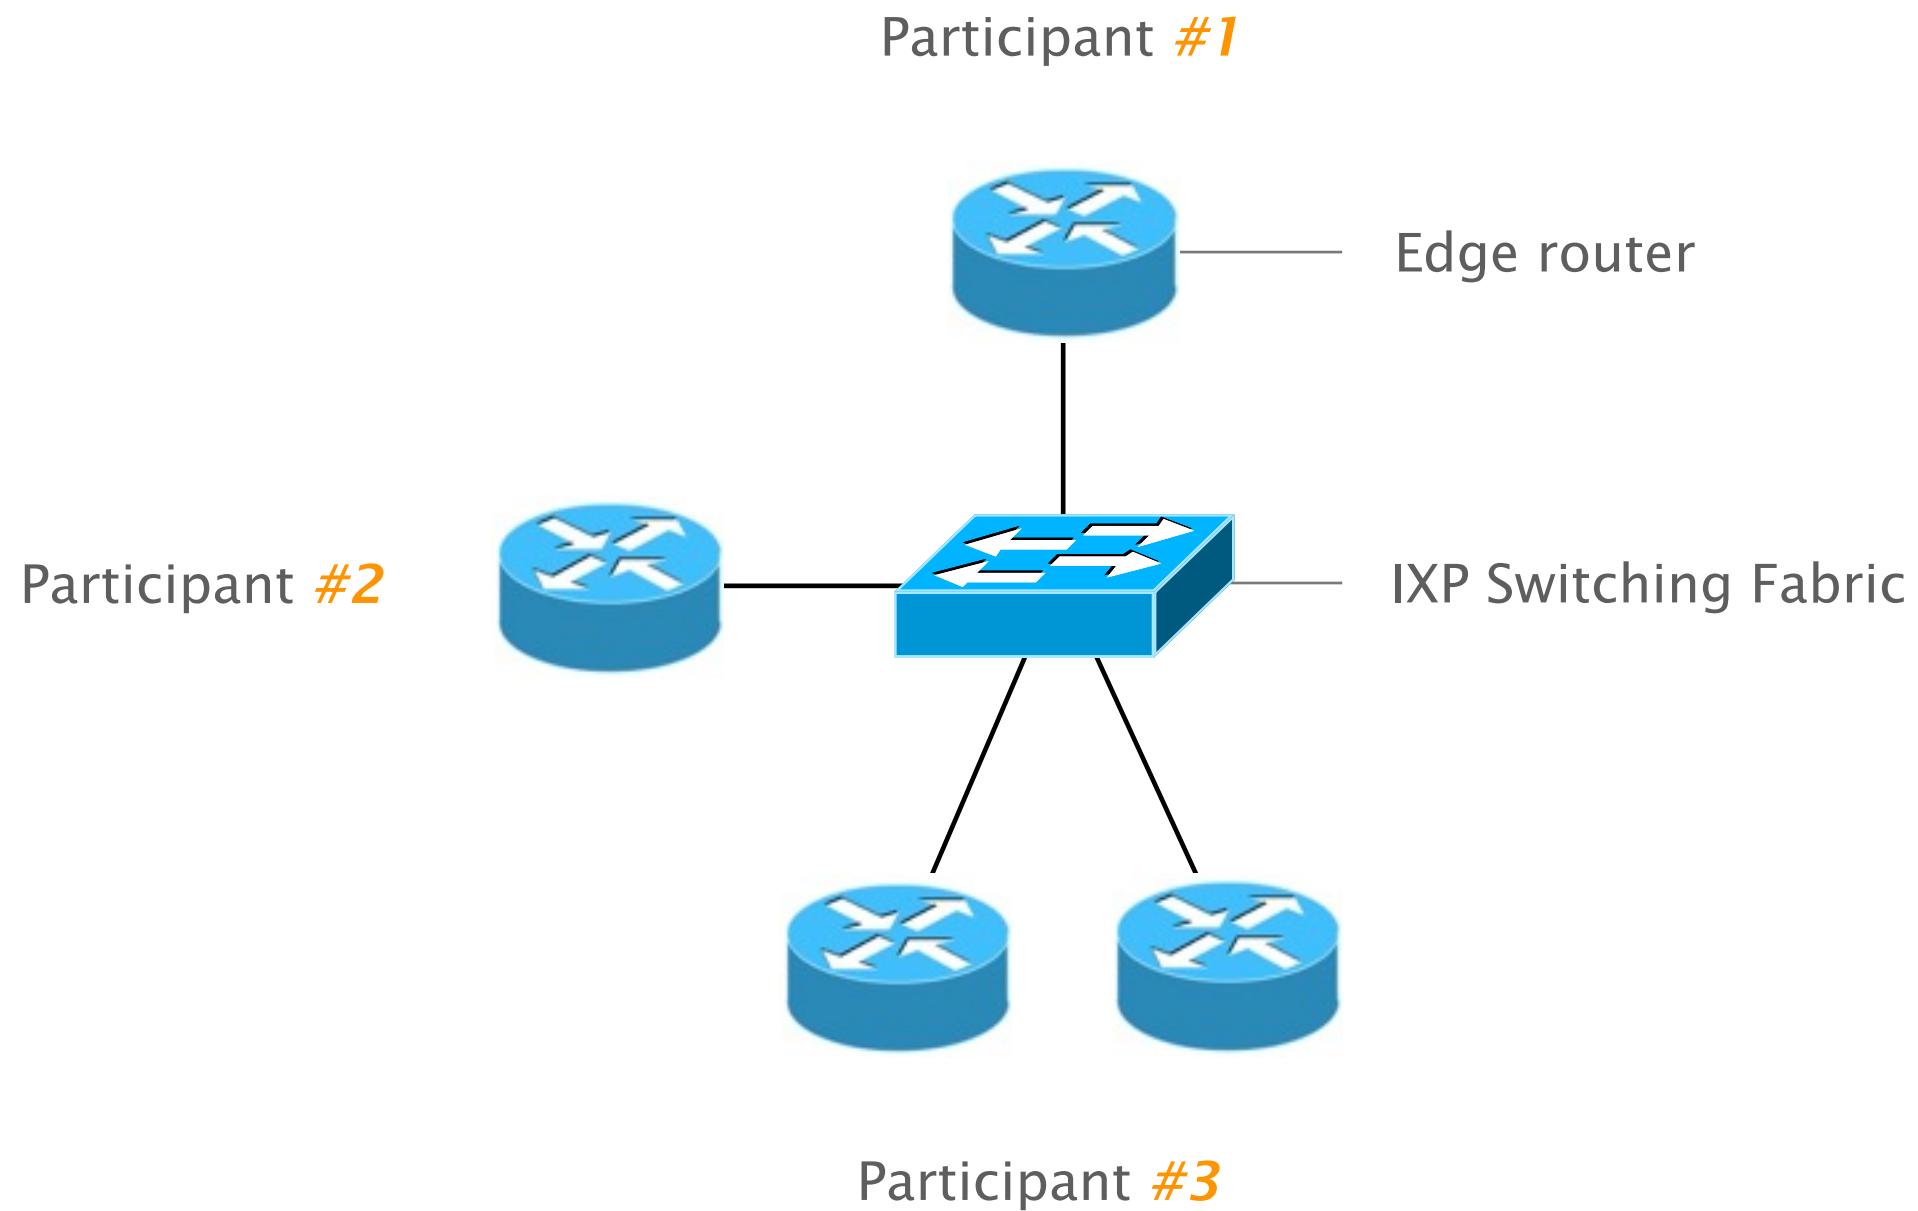 Participant #1
Edge router
Participant #2
IXP Switching Fabric
Participant #3